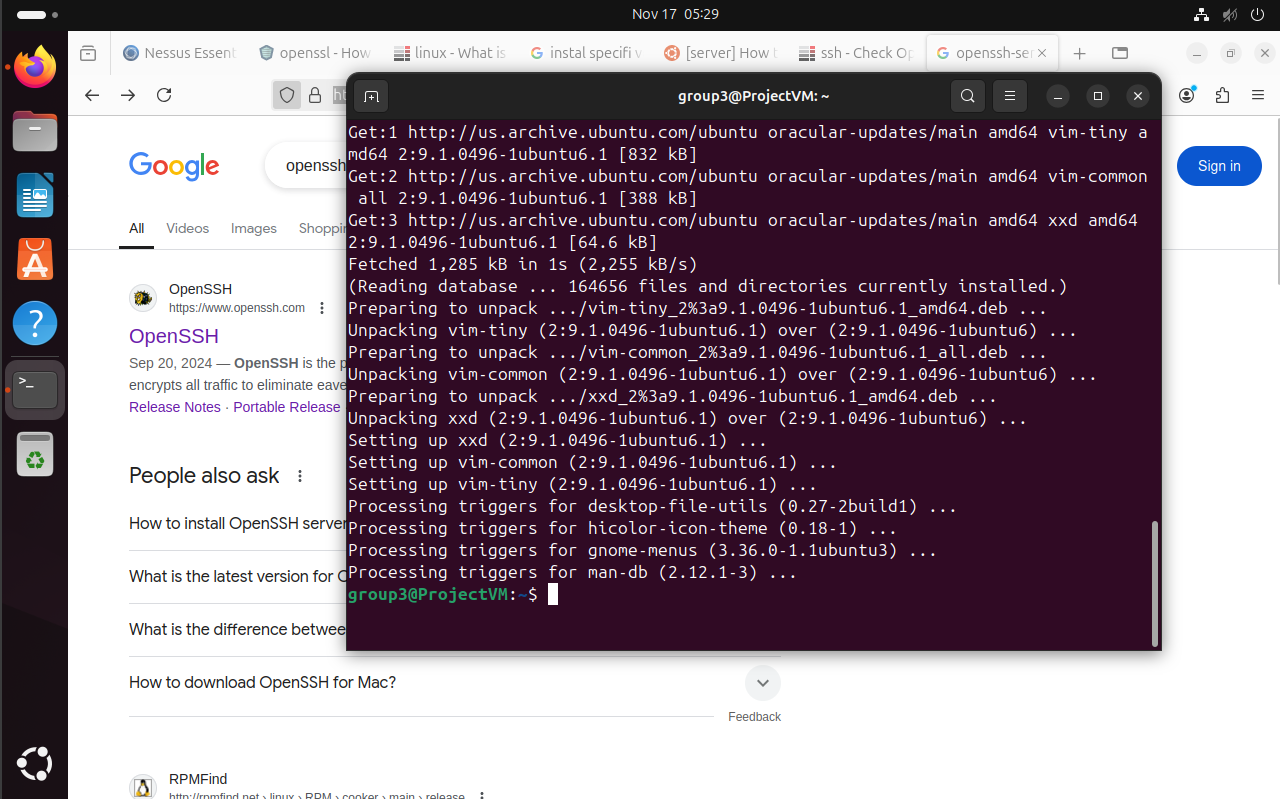 Nov 17 05:29
Nessus Essent
openssl - How
linux - What is
instal specifi v
[server] How t
ssh - Check Op
openssh-ser
group3@ProjectVM: ~
Google
openssh
Sign in
All
Videos
Images
Shoppin
OpenSSH
https://www.openssh.com
OpenSSH
Sep 20, 2024 — OpenSSH is the p
encrypts all traffic to eliminate eave
Release Notes · Portable Release
People also ask
How to install OpenSSH server
What is the latest version for O
What is the difference betwee
How to download OpenSSH for Mac?
Feedback
RPMFind
http://rpmfind.net › linux › RPM › cooker › main › release
Get:1 http://us.archive.ubuntu.com/ubuntu oracular-updates/main amd64 vim-tiny a
md64 2:9.1.0496-1ubuntu6.1 [832 kB]
Get:2 http://us.archive.ubuntu.com/ubuntu oracular-updates/main amd64 vim-common
all 2:9.1.0496-1ubuntu6.1 [388 kB]
Get:3 http://us.archive.ubuntu.com/ubuntu oracular-updates/main amd64 xxd amd64
2:9.1.0496-1ubuntu6.1 [64.6 kB]
Fetched 1,285 kB in 1s (2,255 kB/s)
(Reading database ... 164656 files and directories currently installed.)
Preparing to unpack .../vim-tiny_2%3a9.1.0496-1ubuntu6.1_amd64.deb ...
Unpacking vim-tiny (2:9.1.0496-1ubuntu6.1) over (2:9.1.0496-1ubuntu6) ...
Preparing to unpack .../vim-common_2%3a9.1.0496-1ubuntu6.1_all.deb ...
Unpacking vim-common (2:9.1.0496-1ubuntu6.1) over (2:9.1.0496-1ubuntu6) ...
Preparing to unpack .../xxd_2%3a9.1.0496-1ubuntu6.1_amd64.deb ...
Unpacking xxd (2:9.1.0496-1ubuntu6.1) over (2:9.1.0496-1ubuntu6) ...
Setting up xxd (2:9.1.0496-1ubuntu6.1) ...
Setting up vim-common (2:9.1.0496-1ubuntu6.1) ...
Setting up vim-tiny (2:9.1.0496-1ubuntu6.1) ...
Processing triggers for desktop-file-utils (0.27-2build1) ...
Processing triggers for hicolor-icon-theme (0.18-1) ...
Processing triggers for gnome-menus (3.36.0-1.1ubuntu3) ...
Processing triggers for man-db (2.12.1-3) ...
group3@ProjectVM:~$